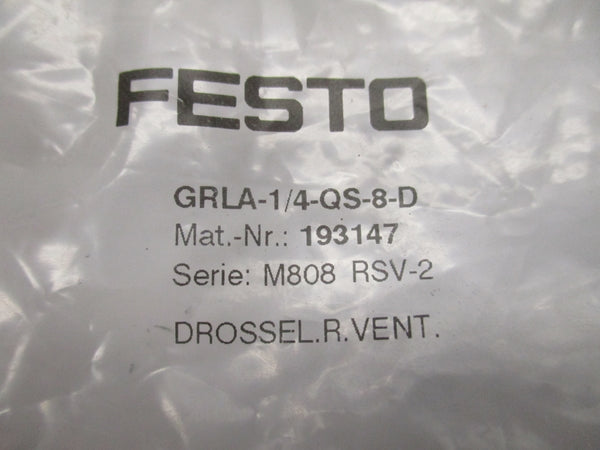 FESTO
GRLA-1/4-QS-8-D
Mat.-Nr.: 193147
Serie: M808 RSV-2
DROSSEL.R.VENT.